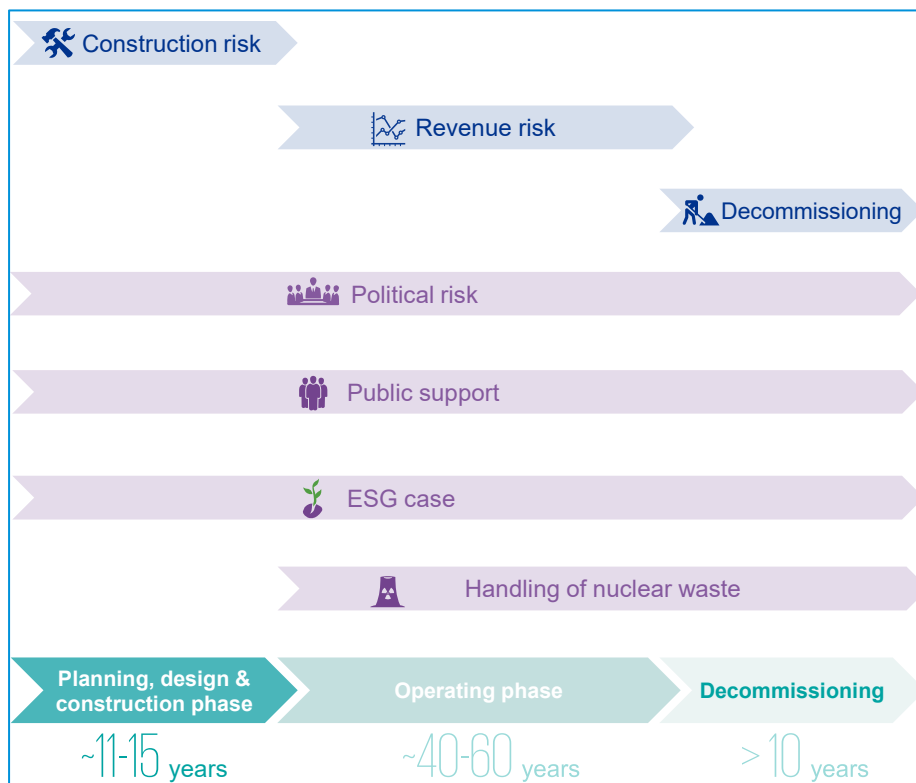 Construction risk
Revenue risk
Decommissioning
Political risk
Public support
ESG case
Handling of nuclear waste
Planning, design &
construction phase
Operating phase
Decommissioning
~11-15 years
~40-60 years
> 10 years